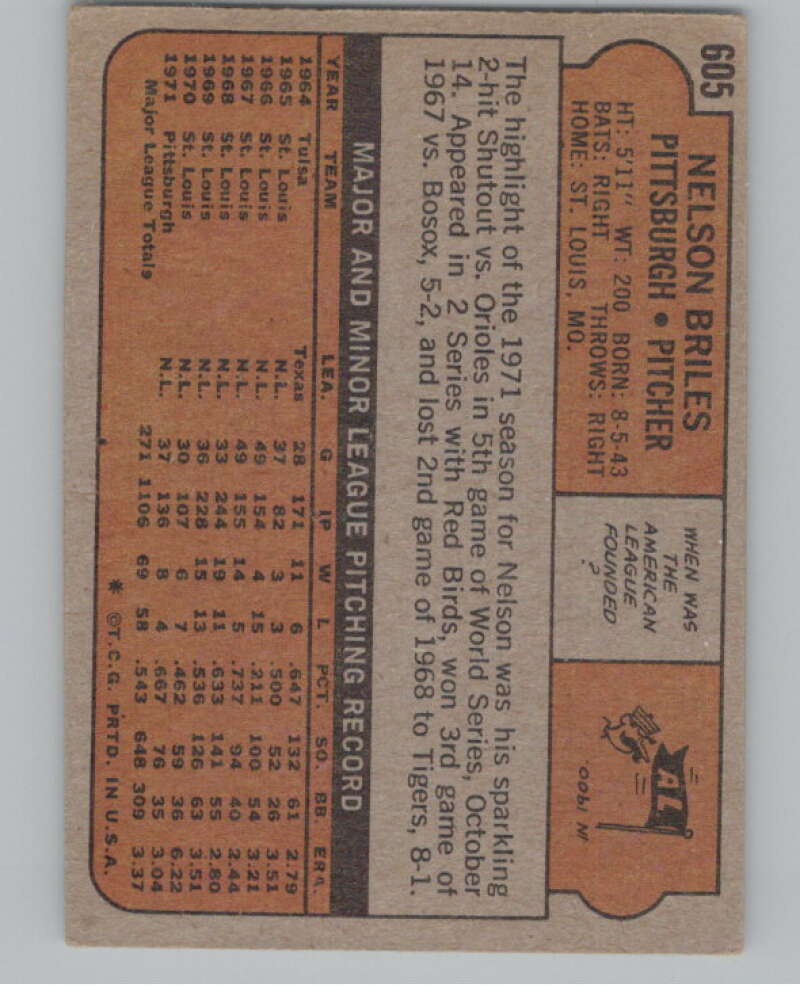 605
NELSON BRILES
PITTSBURGH • PITCHER
HT: 5'11" WT: 200 BORN: 8-5-43
BATS: RIGHT THROWS: RIGHT
HOME: ST. LOUIS, MO.
WHEN WAS
THE
AMERICAN
LEAGUE
FOUNDED
?
AL
IN 1900.
The highlight of the 1971 season for Nelson was his sparkling
2-hit Shutout vs. Orioles in 5th game of World Series, October
14. Appeared in 2 Series with Red Birds, won 3rd game of
1967 vs. Bosox, 5-2, and lost 2nd game of 1968 to Tigers, 8-1.
MAJOR AND MINOR LEAGUE PITCHING RECORD
YEAR TEAM LEA. G IP W L PCT. SO. BB ERA.
1964 Tulsa Texas 28 171 11 6 .647 132 61 2.79
1965 St. Louis N.L. 37 82 3 3 .500 52 26 3.51
1966 St. Louis N.L. 49 154 4 15 .211 100 54 3.21
1967 St. Louis N.L. 49 155 14 5 .737 94 40 2.44
1968 St. Louis N.L. 33 244 19 11 .633 141 55 2.80
1969 St. Louis N.L. 36 228 15 13 .536 126 63 3.51
1970 St. Louis N.L. 30 107 6 7 .462 59 36 6.22
1971 Pittsburgh N.L. 37 136 8 4 .667 76 35 3.04
Major League Totals 271 1106 69 58 .543 648 309 3.37
* ©T.C.G. PRTD. IN U.S.A.